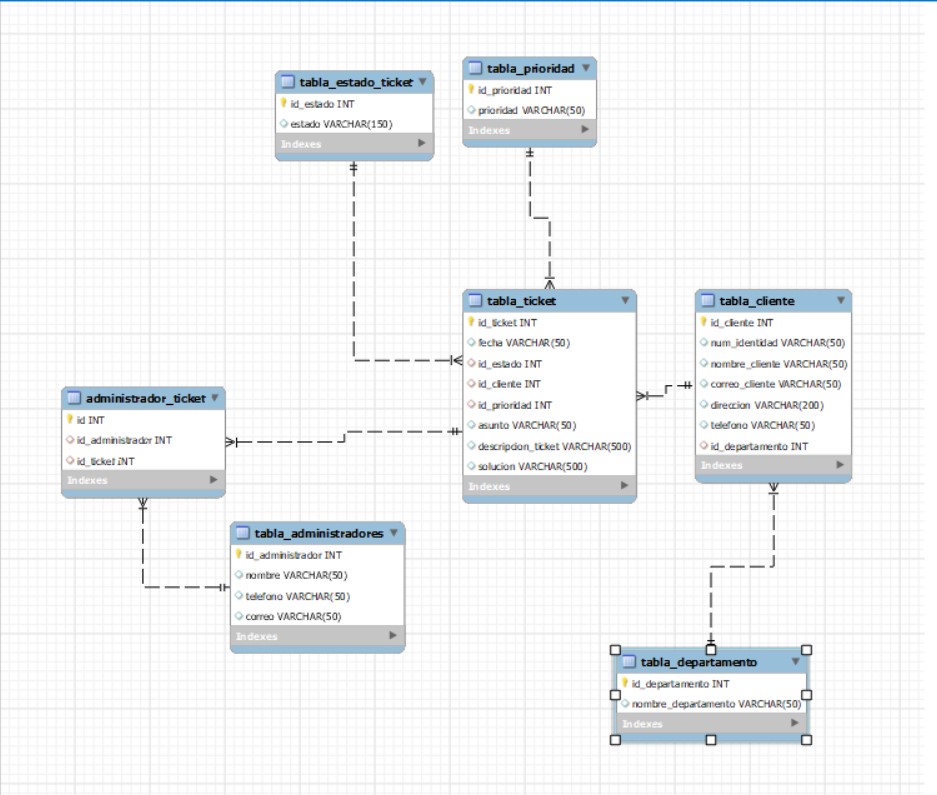 tabla_estado_ticket
id_estado INT
estado VARCHAR(150)
Indexes
tabla_prioridad
id_prioridad INT
prioridad VARCHAR(50)
Indexes
tabla_ticket
id_ticket INT
fecha VARCHAR(50)
id_estado INT
id_cliente INT
id_prioridad INT
asunto VARCHAR(50)
descripcion_ticket VARCHAR(500)
solucion VARCHAR(500)
Indexes
tabla_cliente
id_cliente INT
num_identidad VARCHAR(50)
nombre_cliente VARCHAR(50)
correo_cliente VARCHAR(50)
direccion VARCHAR(200)
telefono VARCHAR(50)
id_departamento INT
Indexes
administrador_ticket
id INT
id_administrador INT
id_ticket INT
Indexes
tabla_administradores
id_administrador INT
nombre VARCHAR(50)
telefono VARCHAR(50)
correo VARCHAR(50)
Indexes
tabla_departamento
id_departamento INT
nombre_departamento VARCHAR(50)
Indexes